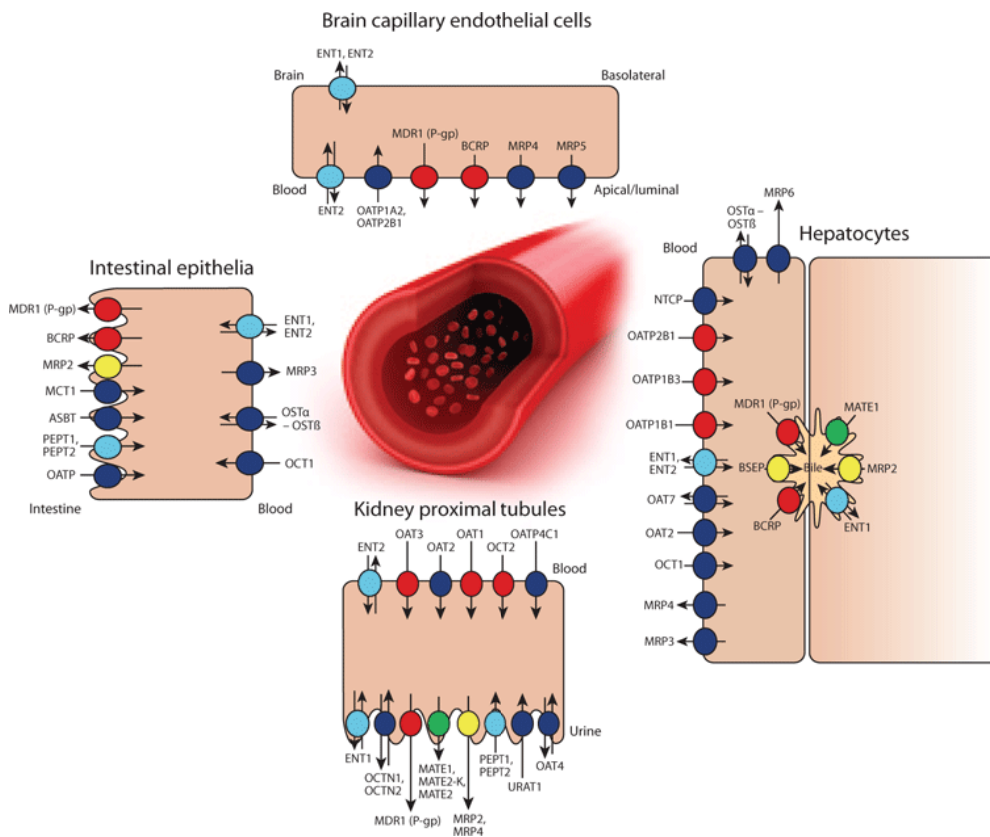 Brain capillary endothelial cells
ENT1, ENT2
Brain
Basolateral
MDR1 (P-gp)
BCRP
MRP4
MRP5
Blood
Apical/luminal
ENT2
OATP1A2,
OATP2B1
Intestinal epithelia
MDR1 (P-gp)
BCRP
MRP2
MCT1
ASBT
PEPT1,
PEPT2
OATP
ENT1,
ENT2
MRP3
OSTα
– OSTß
OCT1
Intestine
Blood
Kidney proximal tubules
ENT2
OAT3
OAT2
OAT1
OCT2
OATP4C1
Blood
Urine
ENT1
OCTN1,
OCTN2
MDR1 (P-gp)
MATE1,
MATE2-K,
MATE2
MRP2,
MRP4
PEPT1,
PEPT2
URAT1
OAT4
Hepatocytes
MRP6
OSTα –
OSTß
Blood
NTCP
OATP2B1
OATP1B3
OATP1B1
ENT1,
ENT2
OAT7
OAT2
OCT1
MRP4
MRP3
MDR1 (P-gp)
MATE1
BSEP
Bile
MRP2
BCRP
ENT1